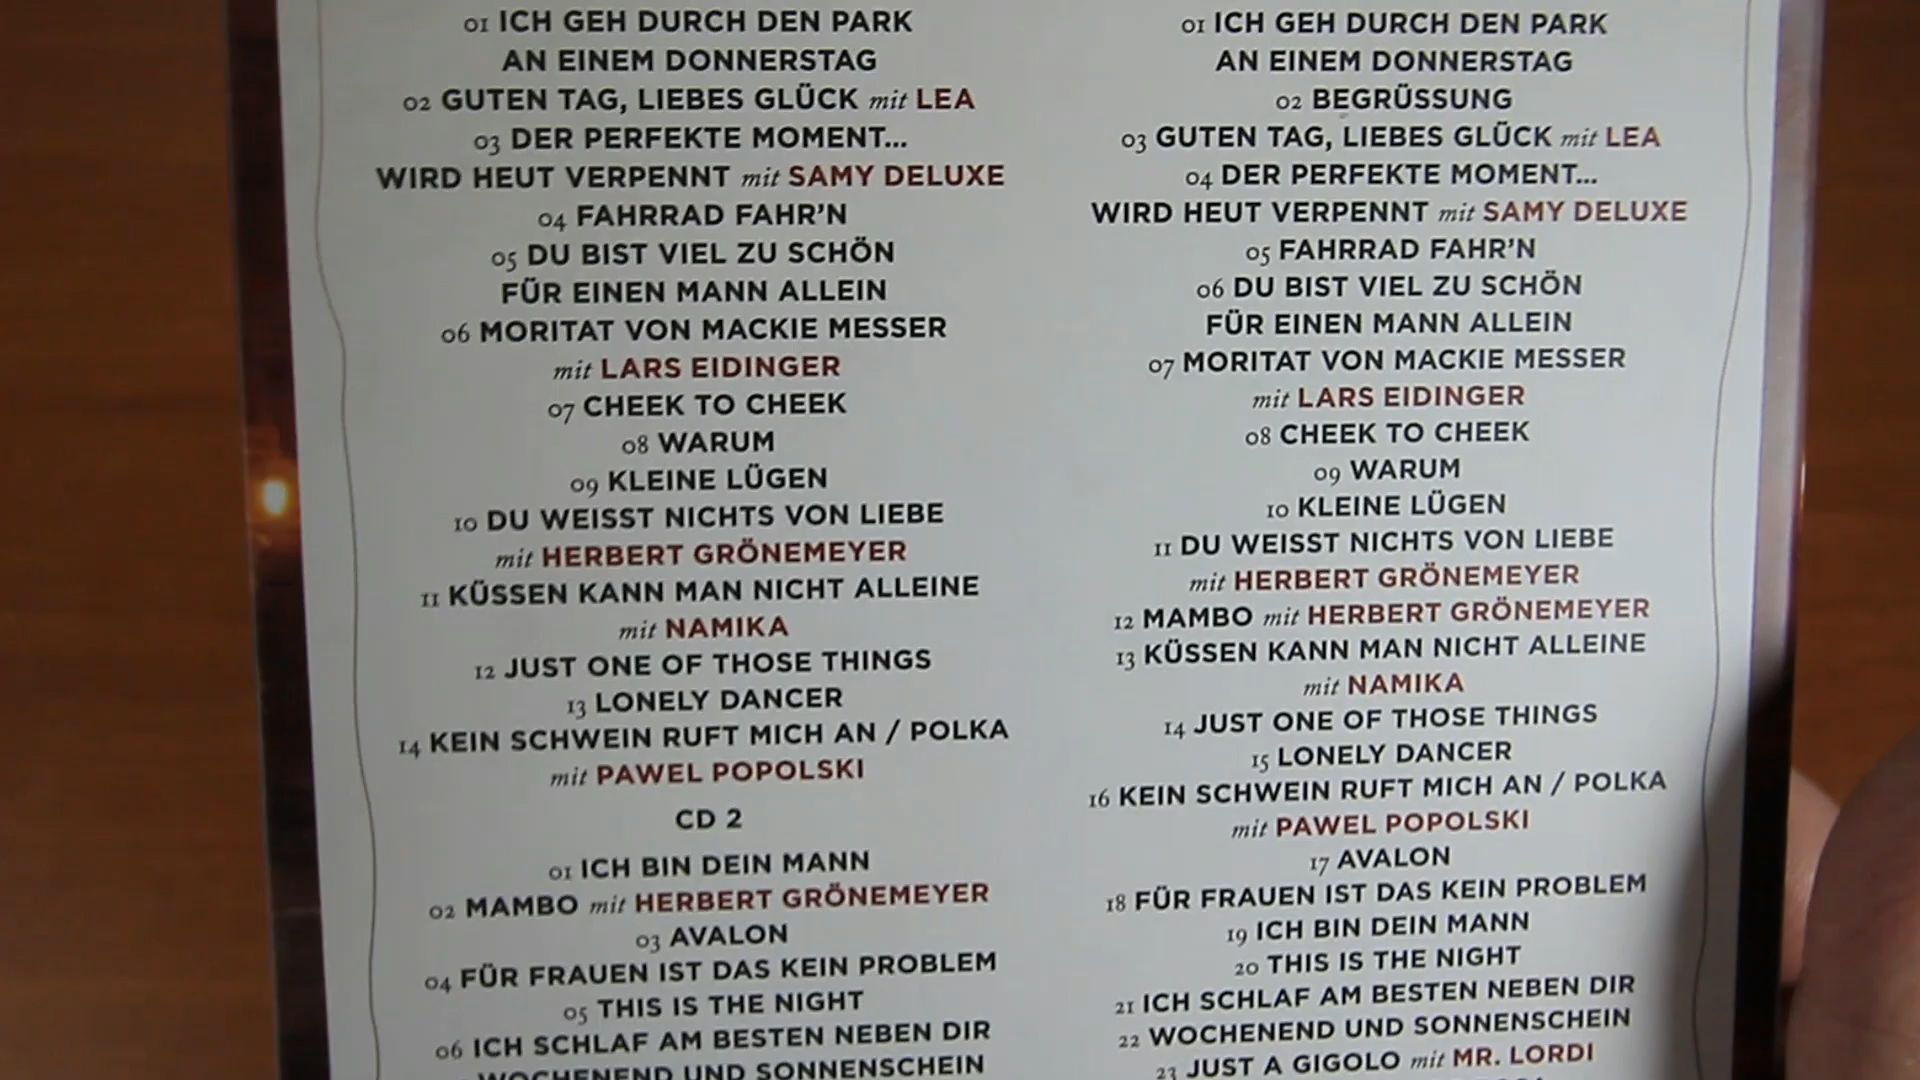 01 ICH GEH DURCH DEN PARK
AN EINEM DONNERSTAG
02 GUTEN TAG, LIEBES GLÜCK mit LEA
03 DER PERFEKTE MOMENT...
WIRD HEUT VERPENNT mit SAMY DELUXE
04 FAHRRAD FAHR'N
05 DU BIST VIEL ZU SCHÖN
FÜR EINEN MANN ALLEIN
06 MORITAT VON MACKIE MESSER
mit LARS EIDINGER
07 CHEEK TO CHEEK
08 WARUM
09 KLEINE LÜGEN
10 DU WEISST NICHTS VON LIEBE
mit HERBERT GRÖNEMEYER
11 KÜSSEN KANN MAN NICHT ALLEINE
mit NAMIKA
12 JUST ONE OF THOSE THINGS
13 LONELY DANCER
14 KEIN SCHWEIN RUFT MICH AN / POLKA
mit PAWEL POPOLSKI
CD 2
01 ICH BIN DEIN MANN
02 MAMBO mit HERBERT GRÖNEMEYER
03 AVALON
04 FÜR FRAUEN IST DAS KEIN PROBLEM
05 THIS IS THE NIGHT
06 ICH SCHLAF AM BESTEN NEBEN DIR
WOCHENEND UND SONNENSCHEIN
01 ICH GEH DURCH DEN PARK
AN EINEM DONNERSTAG
02 BEGRÜSSUNG
03 GUTEN TAG, LIEBES GLÜCK mit LEA
04 DER PERFEKTE MOMENT...
WIRD HEUT VERPENNT mit SAMY DELUXE
05 FAHRRAD FAHR'N
06 DU BIST VIEL ZU SCHÖN
FÜR EINEN MANN ALLEIN
07 MORITAT VON MACKIE MESSER
mit LARS EIDINGER
08 CHEEK TO CHEEK
09 WARUM
10 KLEINE LÜGEN
11 DU WEISST NICHTS VON LIEBE
mit HERBERT GRÖNEMEYER
12 MAMBO mit HERBERT GRÖNEMEYER
13 KÜSSEN KANN MAN NICHT ALLEINE
mit NAMIKA
14 JUST ONE OF THOSE THINGS
15 LONELY DANCER
16 KEIN SCHWEIN RUFT MICH AN / POLKA
mit PAWEL POPOLSKI
17 AVALON
18 FÜR FRAUEN IST DAS KEIN PROBLEM
19 ICH BIN DEIN MANN
20 THIS IS THE NIGHT
21 ICH SCHLAF AM BESTEN NEBEN DIR
22 WOCHENEND UND SONNENSCHEIN
23 JUST A GIGOLO mit MR. LORDI